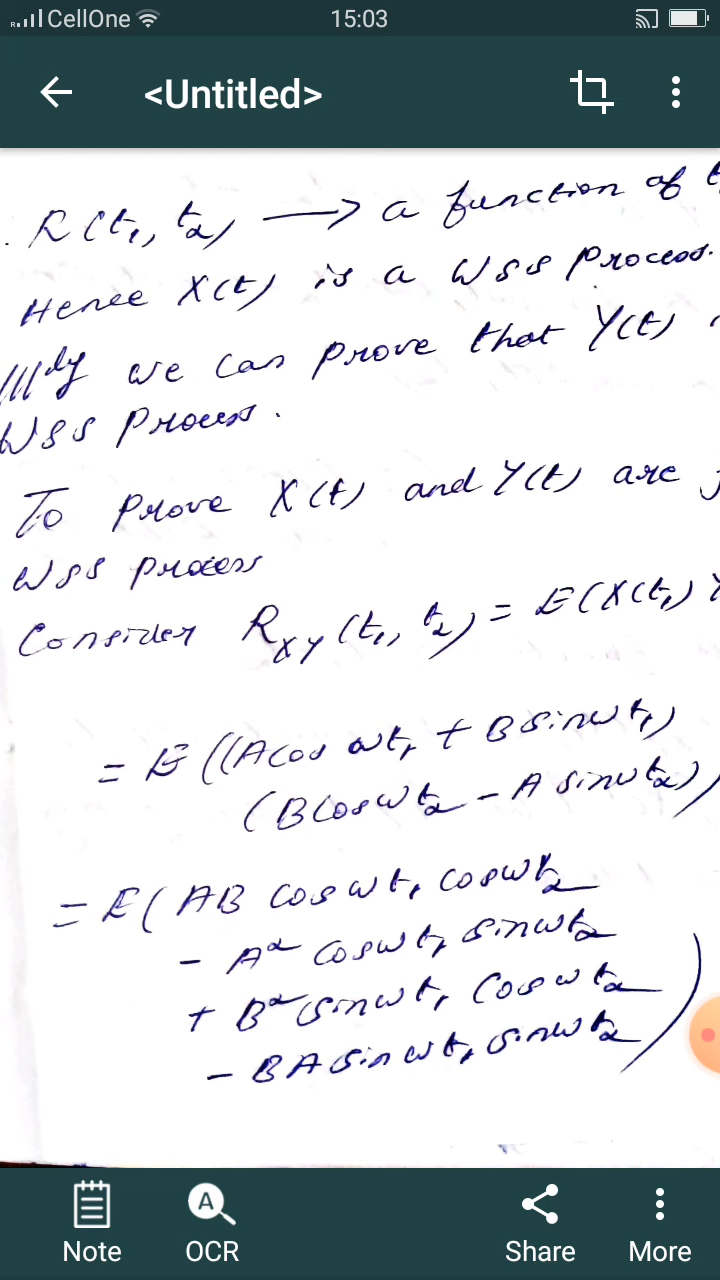 CellOne 15:03
<Untitled>
R(t₁, t₂) ⟶ a function of t
Hence X(t) is a WSS process.
|||ly we can prove that Y(t)
WSS process.
To prove X(t) and Y(t) are j
WSS process
Consider R_XY (t₁, t₂) = E(X(t₁) Y
= E((A cos ωt₁ + B sin ωt₁)
(B cos ωt₂ - A sin ωt₂))
= E( AB cos ωt₁ cos ωt₂
- A² cos ωt₁ sin ωt₂
+ B² sin ωt₁ cos ωt₂
- BA sin ωt₁ sin ωt₂ )
Note OCR Share More